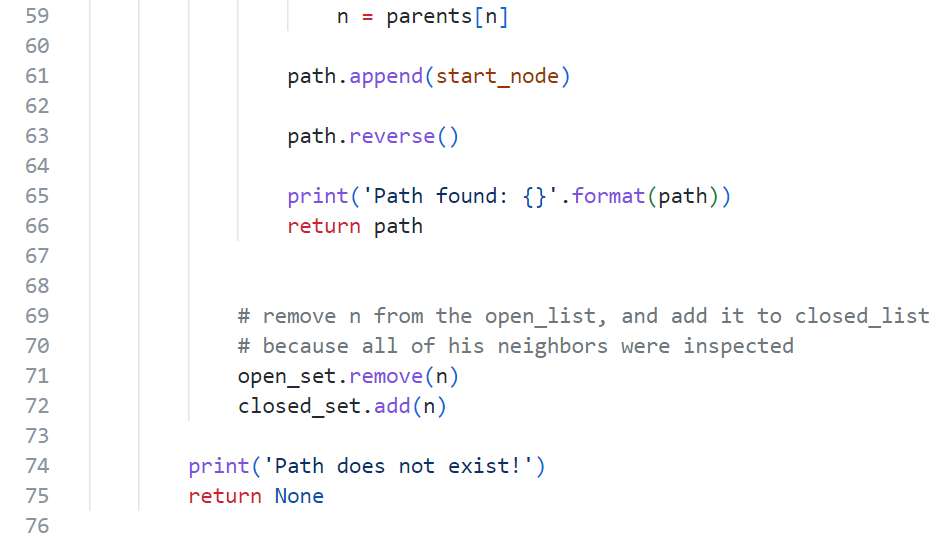 59 n = parents[n]
60
61 path.append(start_node)
62
63 path.reverse()
64
65 print('Path found: {}'.format(path))
66 return path
67
68
69 # remove n from the open_list, and add it to closed_list
70 # because all of his neighbors were inspected
71 open_set.remove(n)
72 closed_set.add(n)
73
74 print('Path does not exist!')
75 return None
76